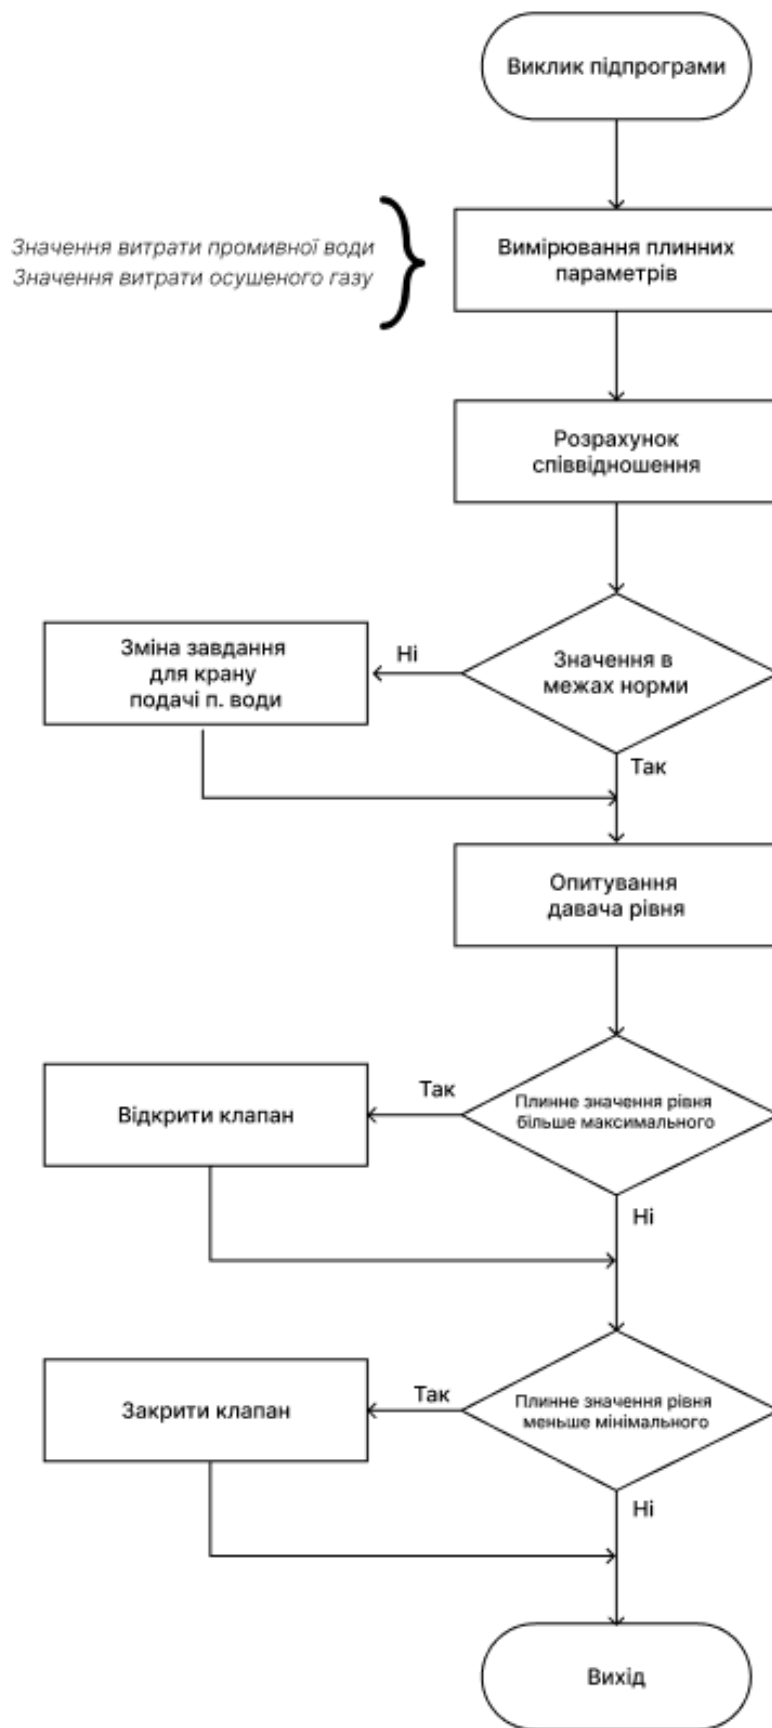 Виклик підпрограми
Значення витрати промивної води
Значення витрати осушеного газу
Вимірювання плинних
параметрів
Розрахунок
співвідношення
Значення в
межах норми
Ні
Зміна завдання
для крану
подачі п. води
Так
Опитування
давача рівня
Плинне значення рівня
більше максимального
Так
Відкрити клапан
Ні
Плинне значення рівня
меньше мінімального
Так
Закрити клапан
Ні
Вихід